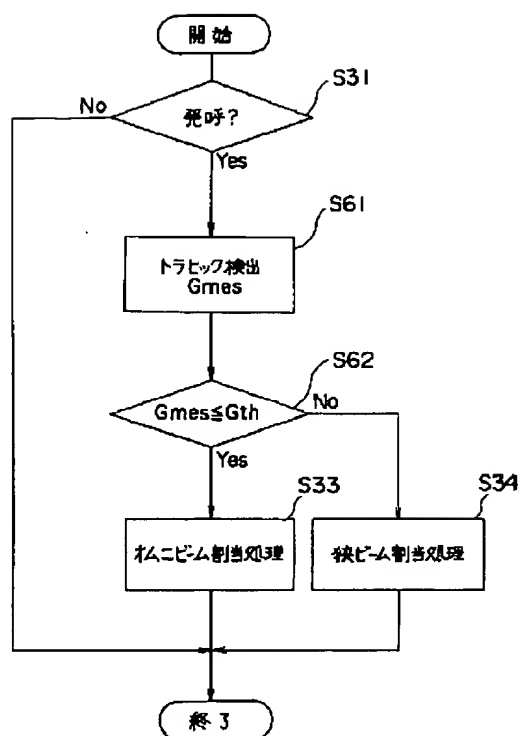 開始
S31
No
発呼?
Yes
S61
トラヒック検出
Gmes
S62
Gmes≦Gth
No
Yes
S33
S34
オムニビーム割当処理
狭ビーム割当処理
終了